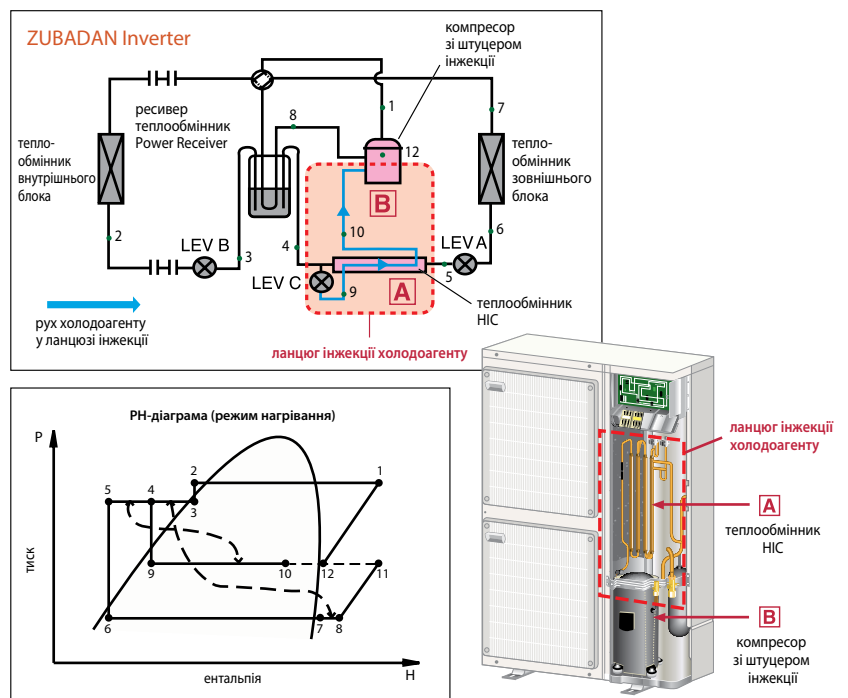 ZUBADAN Inverter
компресор
зі штуцером
інжекції
ресивер
теплообмінник
Power Receiver
8
1
7
12
тепло-
обмінник
внутрішнього
блока
тепло-
обмінник
зовнішнього
блока
B
10
2
LEV B
3
4
LEV A
6
5
LEV C
9
A
теплообмінник
HIC
рух холодоагенту
у ланцюзі інжекції
ланцюг інжекції холодоагенту
PH-діаграма (режим нагрівання)
P
2
1
5
4
3
тиск
9
10
12
11
6
7
8
ентальпія
H
ланцюг інжекції
холодоагенту
A
теплообмінник
HIC
B
компресор
зі штуцером
інжекції